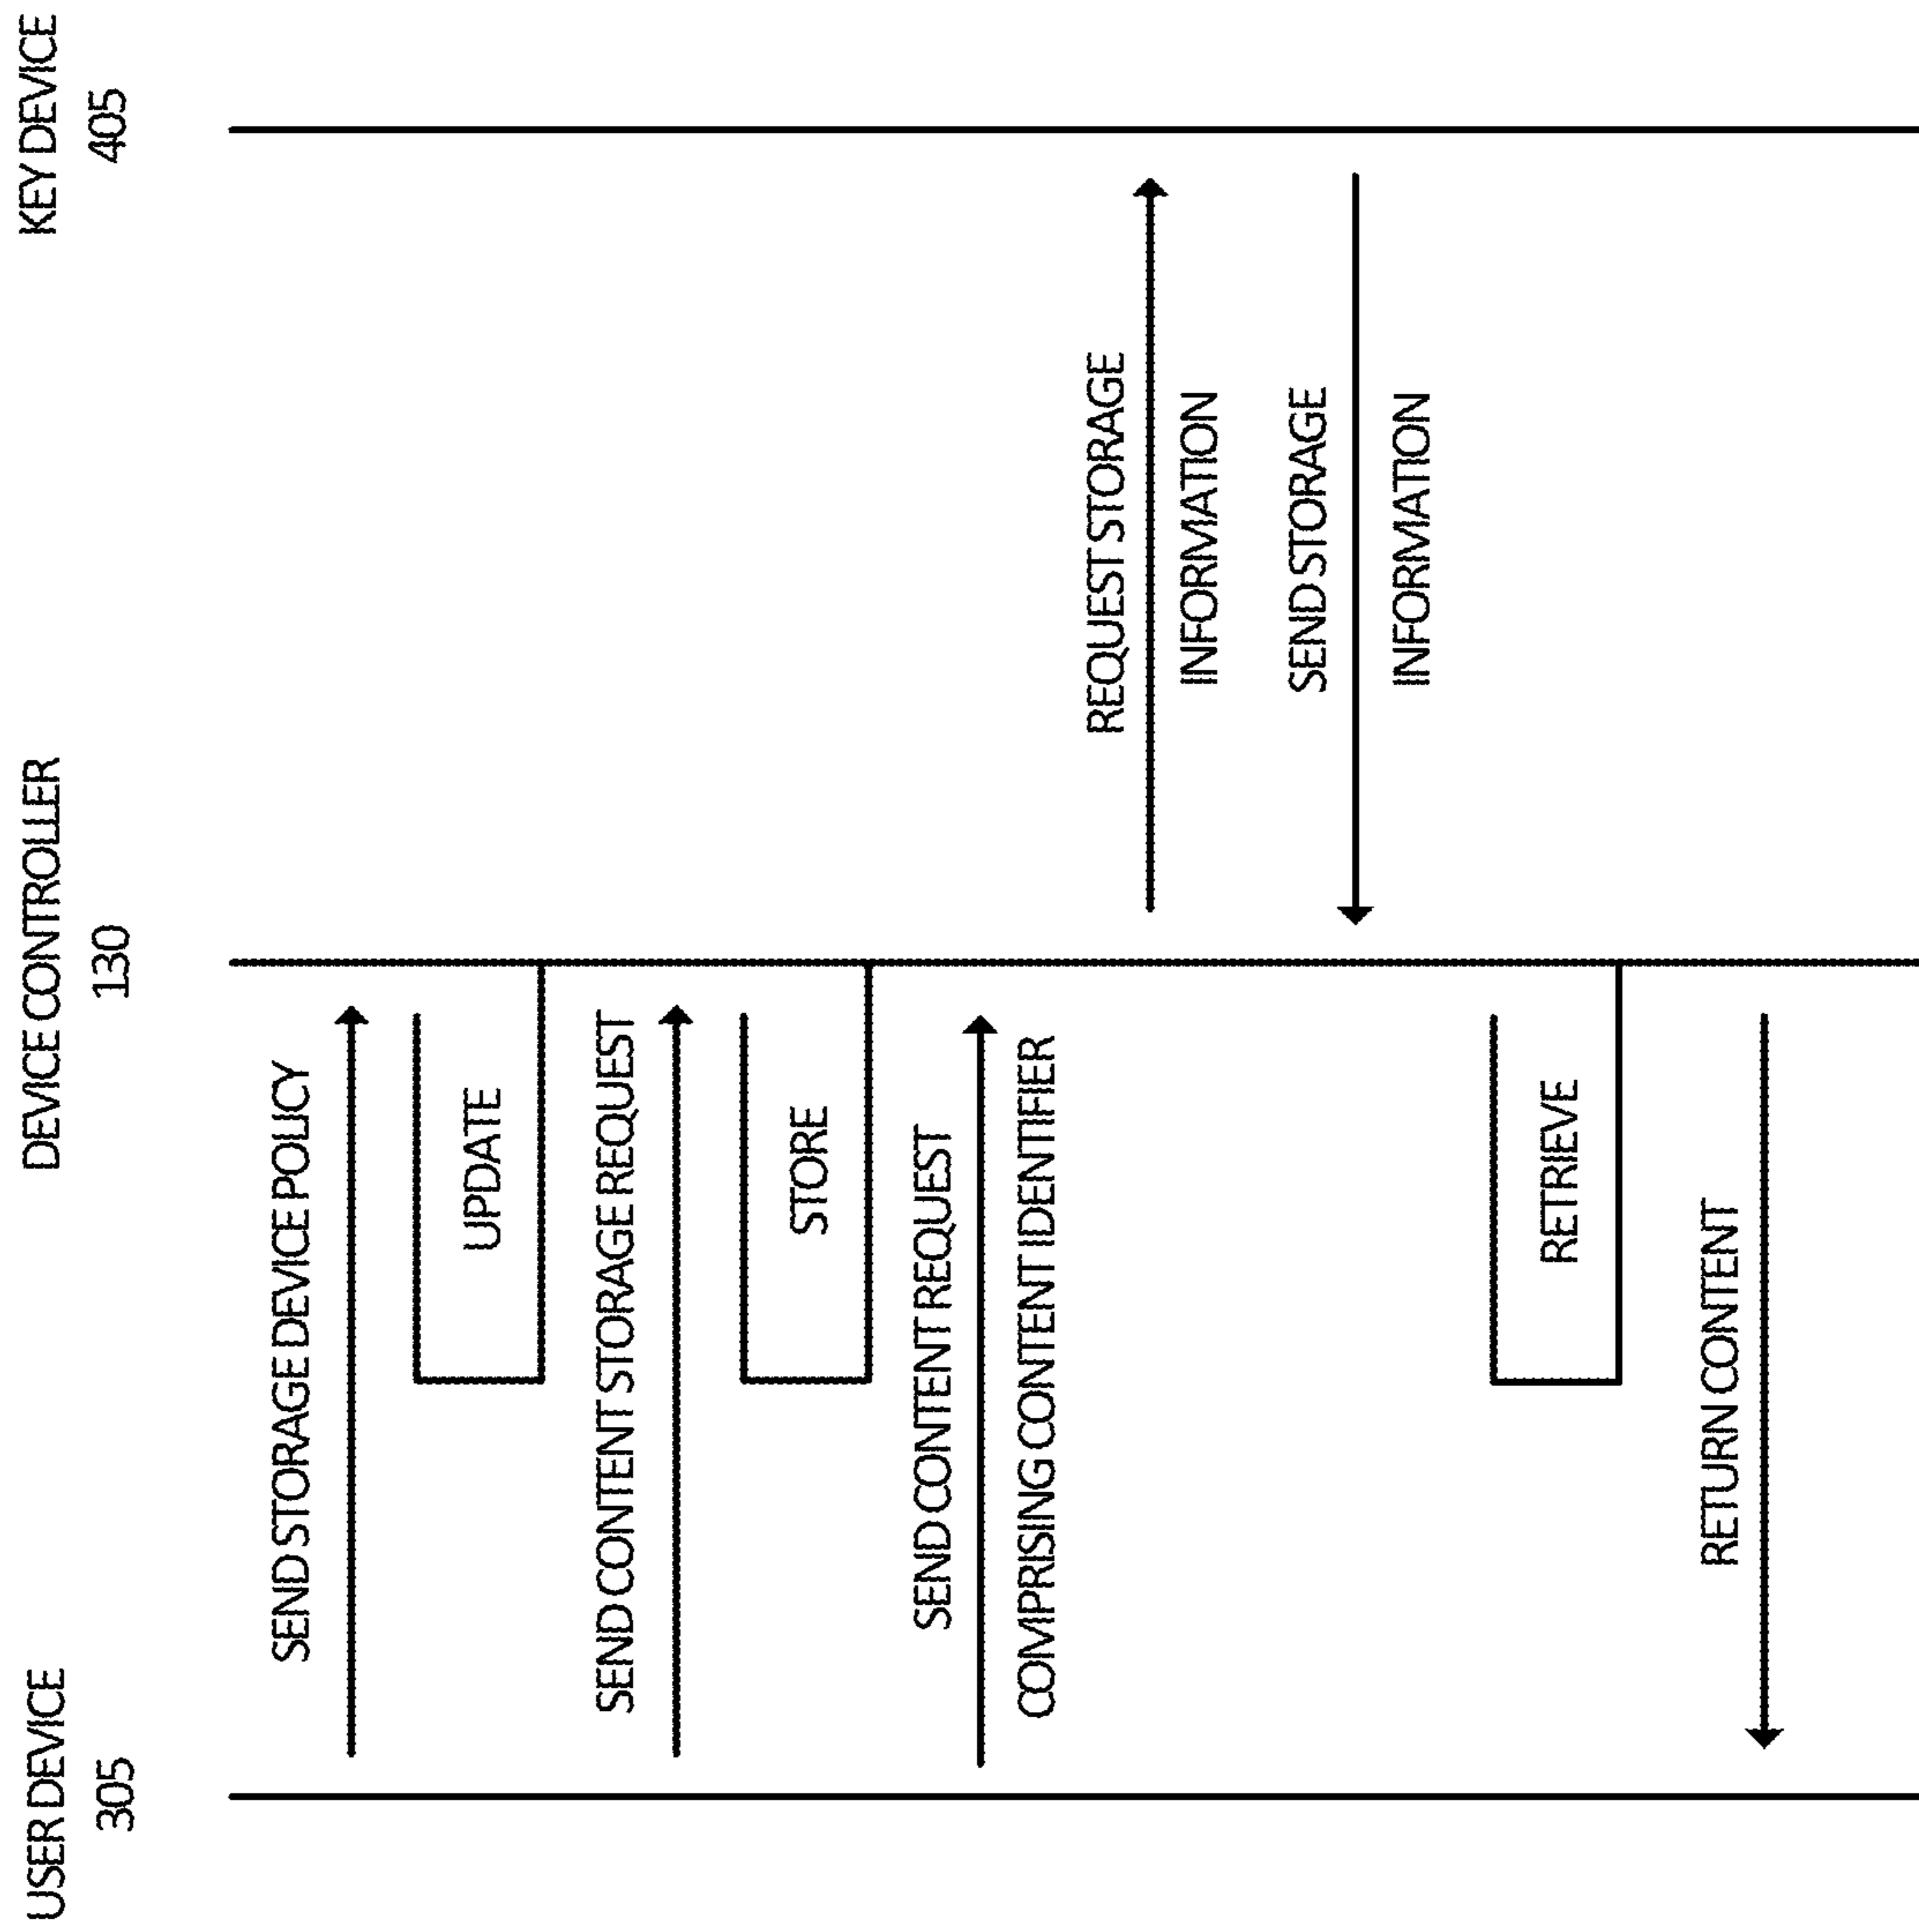 USER DEVICE
305
DEVICE CONTROLLER
130
KEY DEVICE
405
SEND STORAGE DEVICE POLICY
UPDATE
SEND CONTENT STORAGE REQUEST
STORE
SEND CONTENT REQUEST
COMPRISING CONTENT IDENTIFIER
REQUEST STORAGE
INFORMATION
SEND STORAGE
INFORMATION
RETRIEVE
RETURN CONTENT